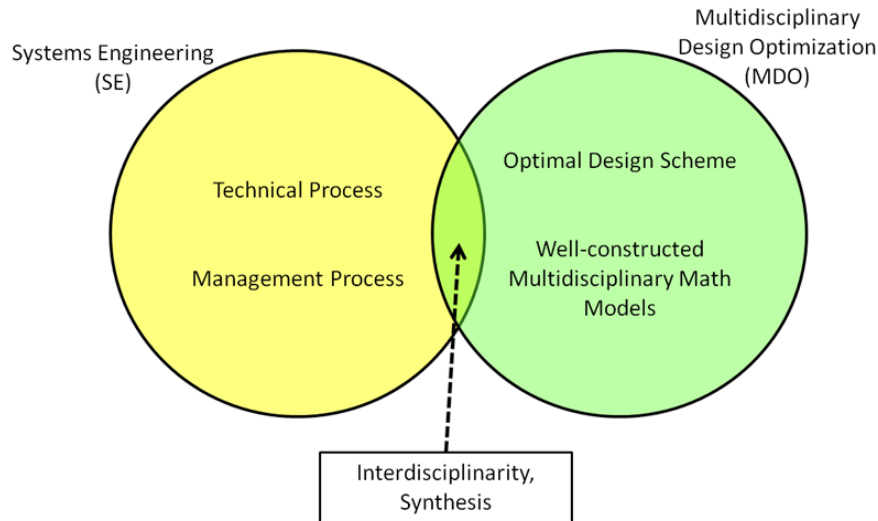 Systems Engineering
(SE)
Multidisciplinary
Design Optimization
(MDO)
Technical Process
Management Process
Optimal Design Scheme
Well-constructed
Multidisciplinary Math
Models
Interdisciplinarity,
Synthesis